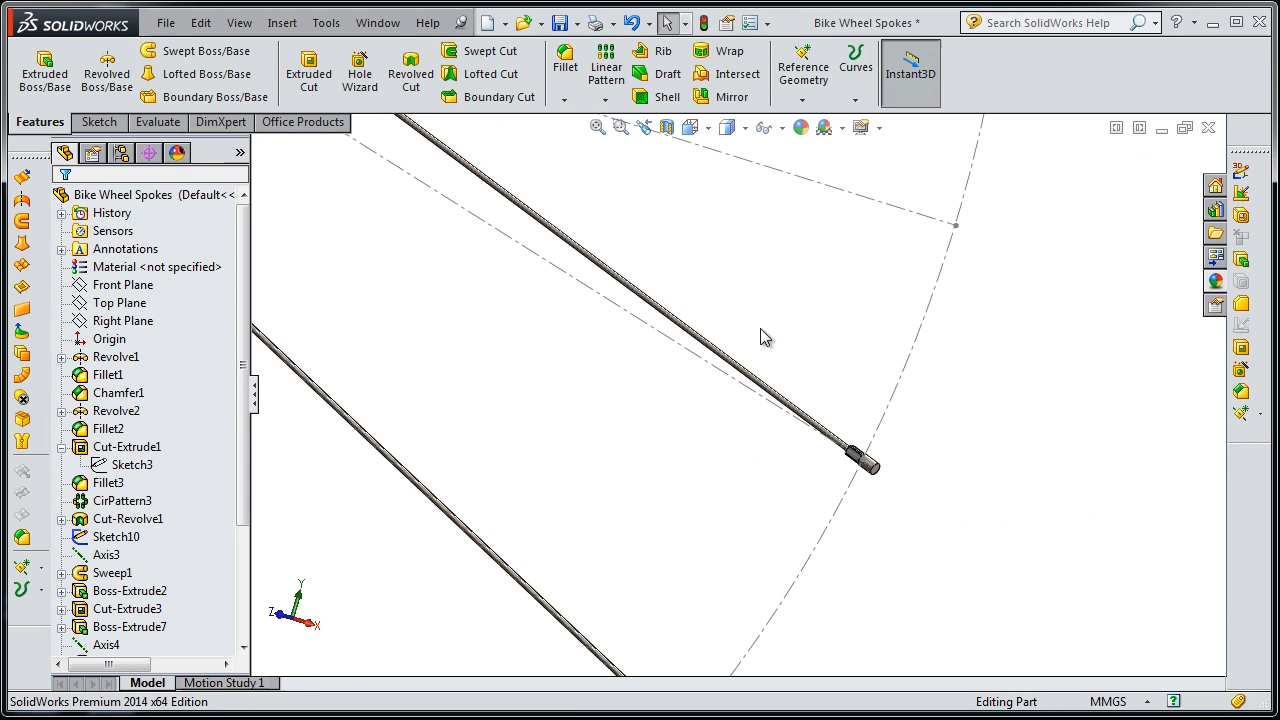 SOLIDWORKS File Edit View Insert Tools Window Help Bike Wheel Spokes * Search SolidWorks Help
Extruded Boss/Base
Revolved Boss/Base
Swept Boss/Base
Lofted Boss/Base
Boundary Boss/Base
Extruded Cut
Hole Wizard
Revolved Cut
Swept Cut
Lofted Cut
Boundary Cut
Fillet
Linear Pattern
Rib
Draft
Shell
Wrap
Intersect
Mirror
Reference Geometry
Curves
Instant3D
Features Sketch Evaluate DimXpert Office Products
Bike Wheel Spokes (Default<<
History
Sensors
Annotations
Material <not specified>
Front Plane
Top Plane
Right Plane
Origin
Revolve1
Fillet1
Chamfer1
Revolve2
Fillet2
Cut-Extrude1
Sketch3
Fillet3
CirPattern3
Cut-Revolve1
Sketch10
Axis3
Sweep1
Boss-Extrude2
Cut-Extrude3
Boss-Extrude7
Axis4
Y
Z
X
Model Motion Study 1
SolidWorks Premium 2014 x64 Edition Editing Part MMGS